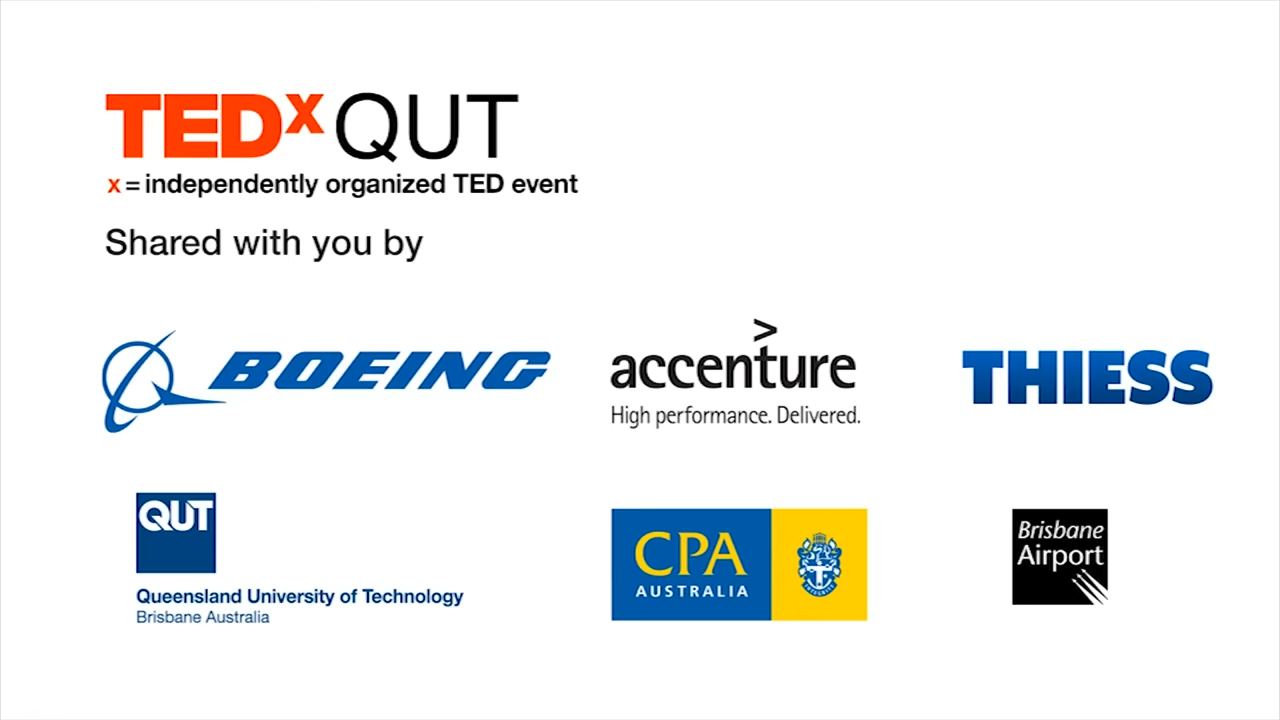 TEDx QUT
x = independently organized TED event
Shared with you by
BOEING
accenture
High performance. Delivered.
THIESS
QUT
Queensland University of Technology
Brisbane Australia
CPA
AUSTRALIA
INTEGRITY
Brisbane
Airport